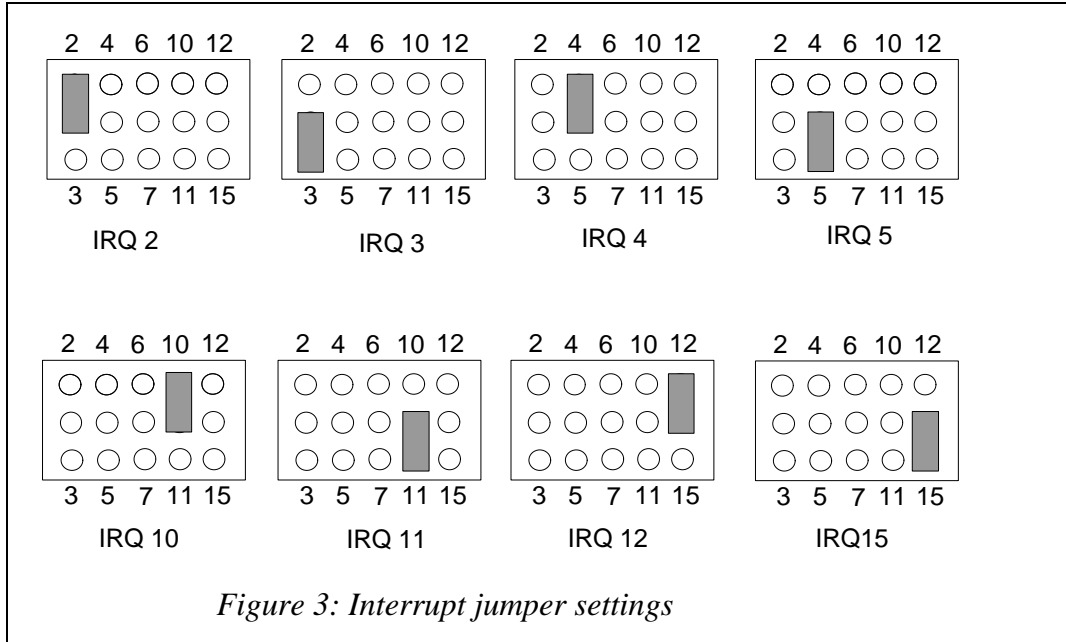 2 4 6 10 12 2 4 6 10 12 2 4 6 10 12 2 4 6 10 12
3 5 7 11 15 3 5 7 11 15 3 5 7 11 15 3 5 7 11 15
IRQ 2 IRQ 3 IRQ 4 IRQ 5
2 4 6 10 12 2 4 6 10 12 2 4 6 10 12 2 4 6 10 12
3 5 7 11 15 3 5 7 11 15 3 5 7 11 15 3 5 7 11 15
IRQ 10 IRQ 11 IRQ 12 IRQ15
Figure 3: Interrupt jumper settings